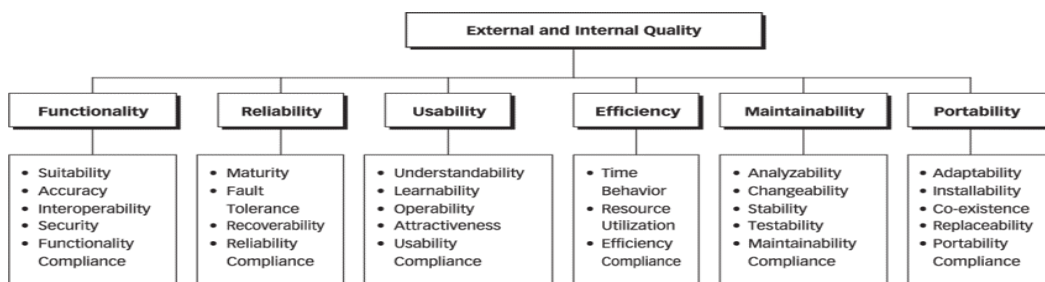 External and Internal Quality
Functionality
Reliability
Usability
Efficiency
Maintainability
Portability
• Suitability
• Accuracy
• Interoperability
• Security
• Functionality
Compliance
• Maturity
• Fault
Tolerance
• Recoverability
• Reliability
Compliance
• Understandability
• Learnability
• Operability
• Attractiveness
• Usability
Compliance
• Time
Behavior
• Resource
Utilization
• Efficiency
Compliance
• Analyzability
• Changeability
• Stability
• Testability
• Maintainability
Compliance
• Adaptability
• Installability
• Co-existence
• Replaceability
• Portability
Compliance